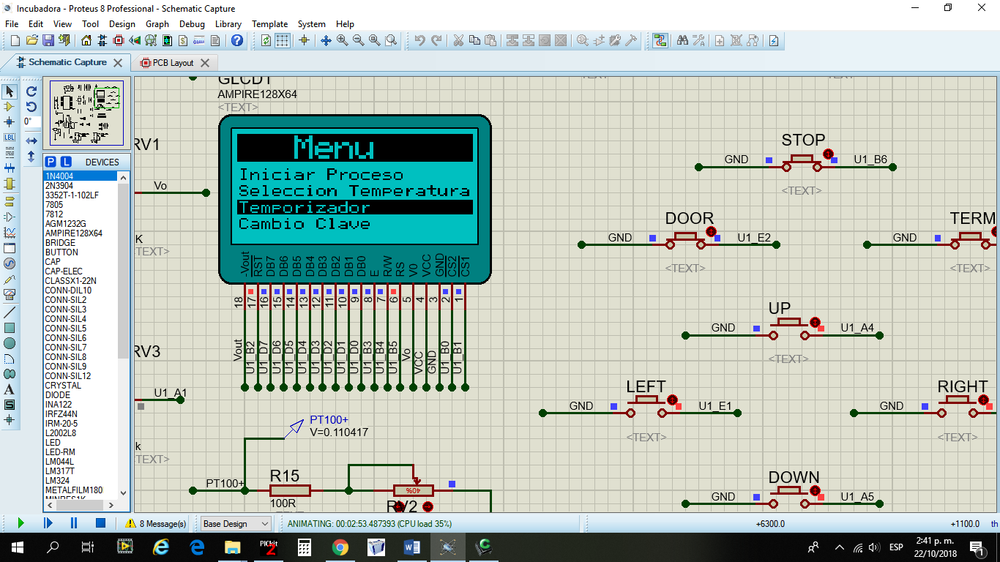 Incubadora - Proteus 8 Professional - Schematic Capture
File Edit View Tool Design Graph Debug Library Template System Help
Schematic Capture
PCB Layout
0°
P L DEVICES
1N4004
2N3904
3352T-1-102LF
7805
7812
AGM1232G
AMPIRE128X64
BRIDGE
BUTTON
CAP
CAP-ELEC
CLASSX1-22N
CONN-DIL10
CONN-SIL2
CONN-SIL3
CONN-SIL4
CONN-SIL5
CONN-SIL6
CONN-SIL7
CONN-SIL8
CONN-SIL9
CONN-SIL12
CRYSTAL
DIODE
INA122
IRFZ44N
IRM-20-5
L2002L8
LED
LED-RM
LM044L
LM317T
LM324
METALFILM180
MINRES1K
GLCD1
AMPIRE128X64
<TEXT>
Menu
Iniciar Proceso
Seleccion Temperatura
Temporizador
Cambio Clave
-Vout RST DB7 DB6 DB5 DB4 DB3 DB2 DB1 DB0 E R/W RS V0 VCC GND CS2 CS1
18 17 16 15 14 13 12 11 10 9 8 7 6 5 4 3 2 1
Vout U1_B2 U1_D7 U1_D6 U1_D5 U1_D4 U1_D3 U1_D2 U1_D1 U1_D0 U1_B3 U1_B4 U1_B5 Vo VCC GND U1_B0 U1_B1
RV1
Vo
K
TEXT>
RV3
U1_A1
k
TEXT>
PT100+
V=0.110417
PT100+
R15
100R
40%
RV2
<TEXT>
<TEXT>
STOP
GND U1_B6
<TEXT>
DOOR
GND U1_E2
<TEXT>
TERM
GND
<TEXT>
UP
GND U1_A4
<TEXT>
LEFT
GND U1_E1
<TEXT>
RIGHT
GND
<TEXT>
DOWN
GND U1_A5
8 Message(s)
Base Design
ANIMATING: 00:02:53.487393 (CPU load 35%)
+6300.0
+1100.0
th
PICkit
2
ESP
2:41 p. m.
22/10/2018
1